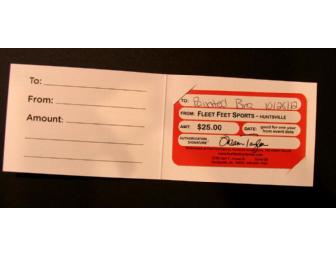 To:
From:
Amount:
TO: Painted Bra 10/25/12
FROM: FLEET FEET SPORTS - HUNTSVILLE
AMT: $25.00 DATE: good for one year from event date
AUTHORIZATION SIGNATURE